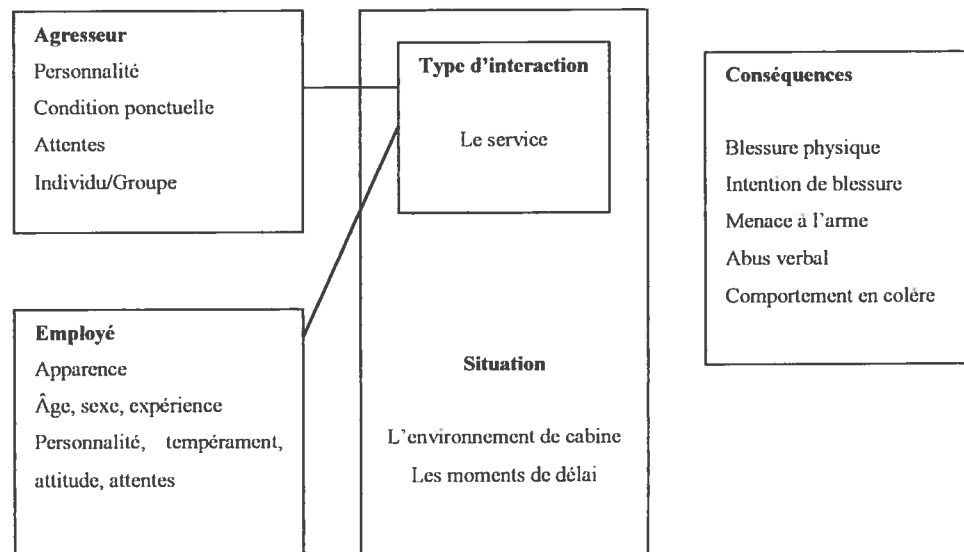 Agresseur
Personnalité
Condition ponctuelle
Attentes
Individu/Groupe
Employé
Apparence
Âge, sexe, expérience
Personnalité, tempérament,
attitude, attentes
Type d'interaction
Le service
Situation
L'environnement de cabine
Les moments de délai
Conséquences
Blessure physique
Intention de blessure
Menace à l'arme
Abus verbal
Comportement en colère